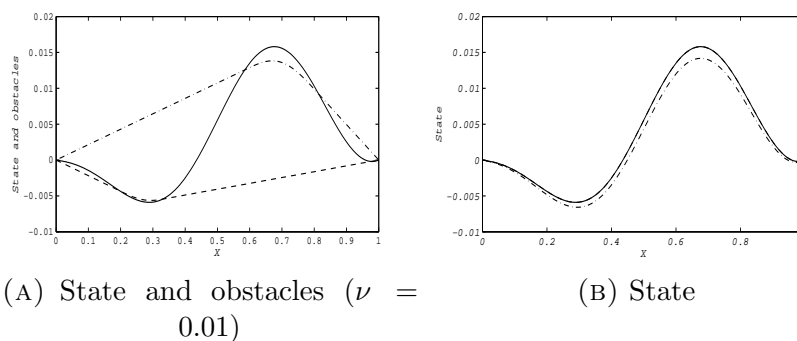 0.02
0.015
0.01
0.005
0
-0.005
-0.01
State and obstacles
0 0.1 0.2 0.3 0.4 0.5 0.6 0.7 0.8 0.9 1
X
(A) State and obstacles (ν =
0.01)
0.02
0.015
0.01
0.005
0
-0.005
-0.01
State
0 0.2 0.4 0.6 0.8
X
(B) State